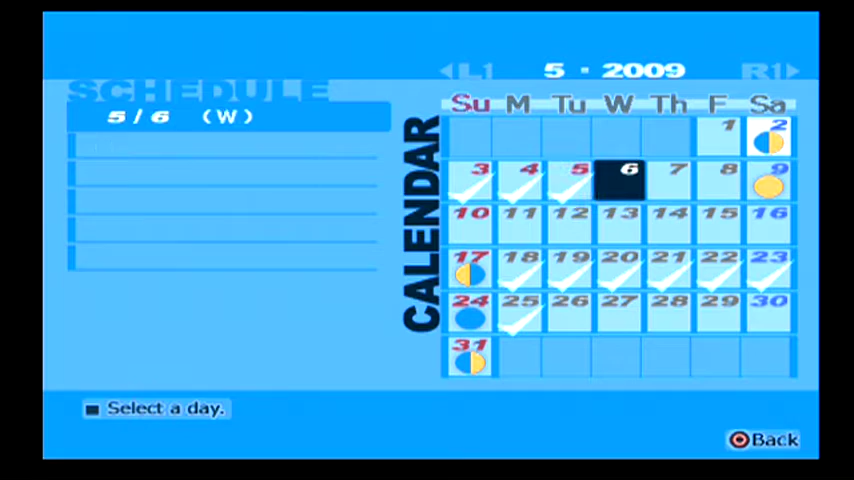 L1 5 · 2009 R1
SCHEDULE
5/6 (W)
CALENDAR
Su M Tu W Th F Sa
1 2
3 4 5 6 7 8 9
10 11 12 13 14 15 16
17 18 19 20 21 22 23
24 25 26 27 28 29 30
31
Select a day.
Back